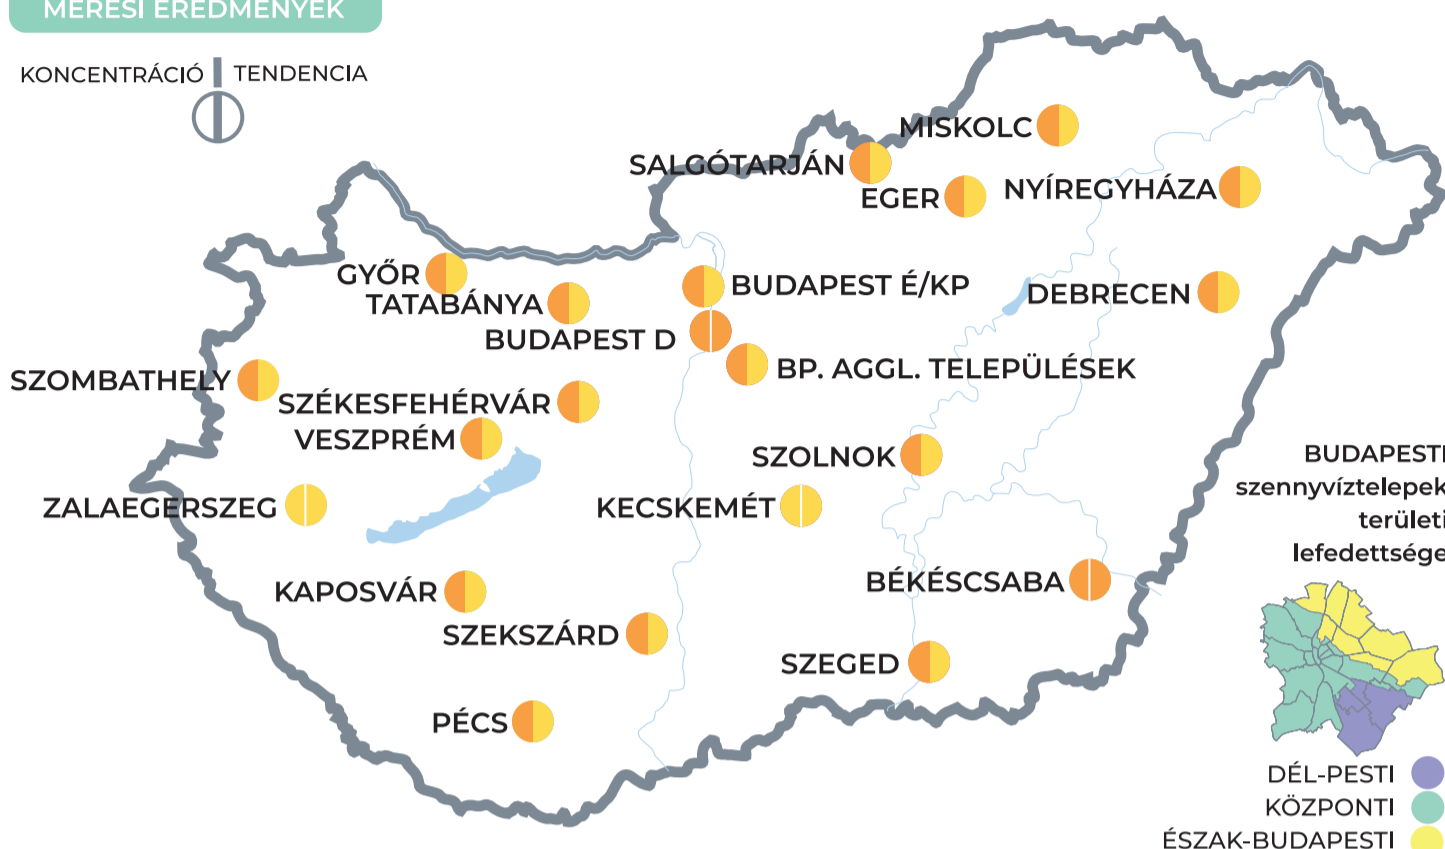 MÉRÉSI EREDMÉNYEK
KONCENTRÁCIÓ TENDENCIA
MISKOLC
SALGÓTARJÁN
EGER
NYÍREGYHÁZA
GYŐR
TATABÁNYA
BUDAPEST É/KP
DEBRECEN
BUDAPEST D
BP. AGGL. TELEPÜLÉSEK
SZOMBATHELY
SZÉKESFEHÉRVÁR
VESZPRÉM
SZOLNOK
ZALAEGERSZEG
KECSKEMÉT
BUDAPESTI
szennyvíztelepek
területi
lefedettsége
BÉKÉSCSABA
KAPOSVÁR
SZEKSZÁRD
SZEGED
PÉCS
DÉL-PESTI
KÖZPONTI
ÉSZAK-BUDAPESTI